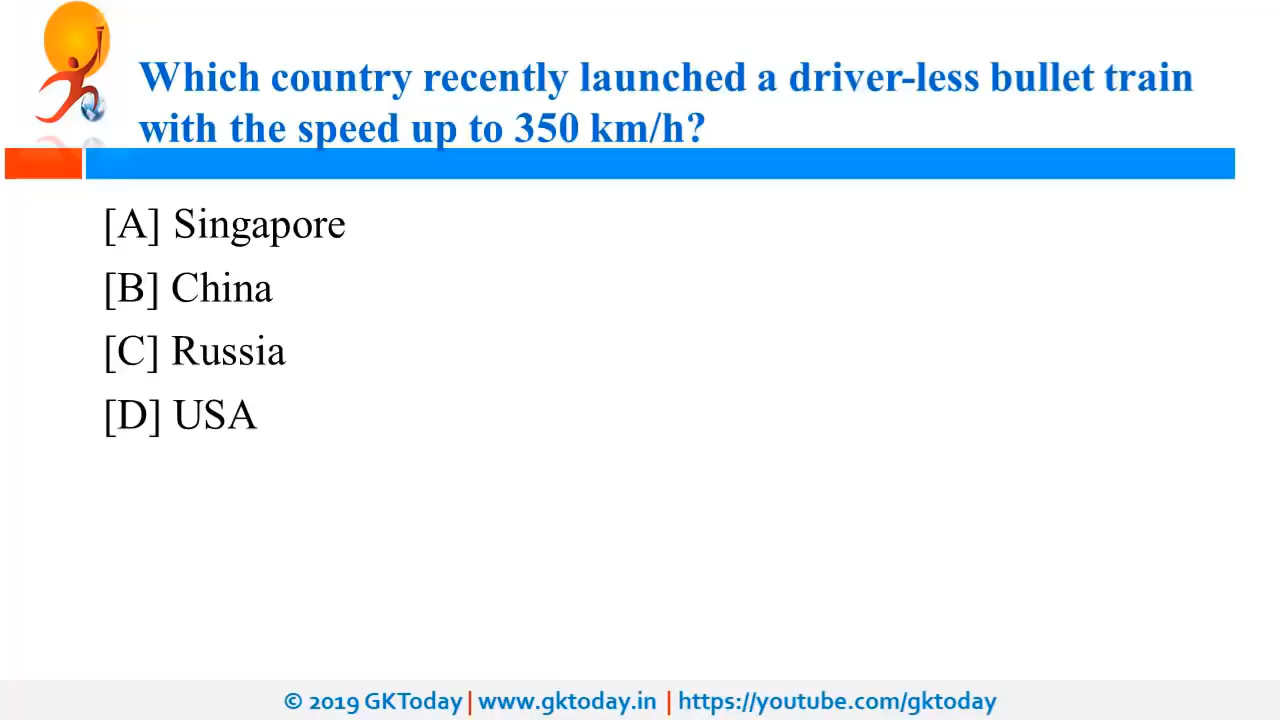 Which country recently launched a driver-less bullet train
with the speed up to 350 km/h?
[A] Singapore
[B] China
[C] Russia
[D] USA
© 2019 GKToday | www.gktoday.in | https://youtube.com/gktoday